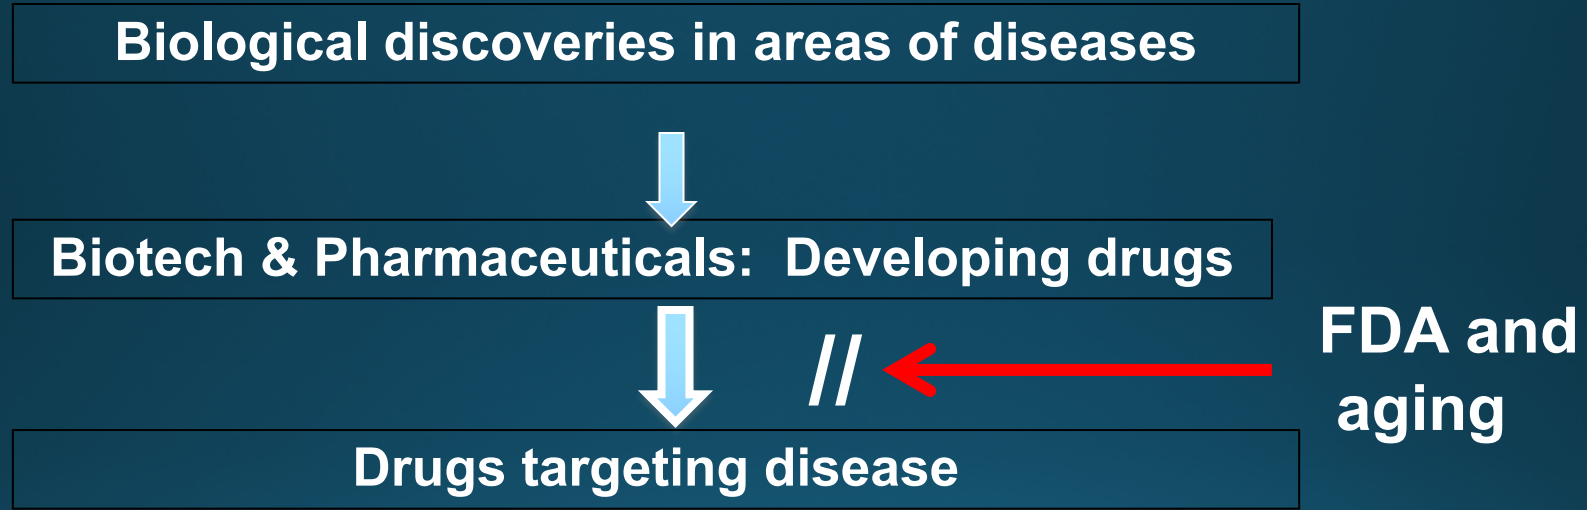 Biological discoveries in areas of diseases
Biotech & Pharmaceuticals:  Developing drugs
//
FDA and
aging
Drugs targeting disease